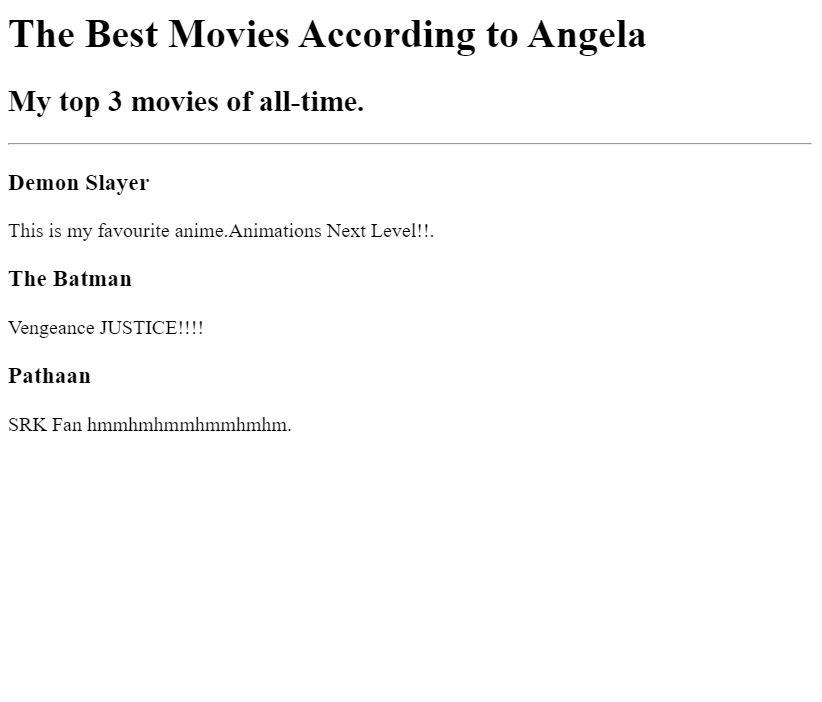 The Best Movies According to Angela
My top 3 movies of all-time.
Demon Slayer
This is my favourite anime.Animations Next Level!!.
The Batman
Vengeance JUSTICE!!!!
Pathaan
SRK Fan hmmhmhmmhmmhmhm.